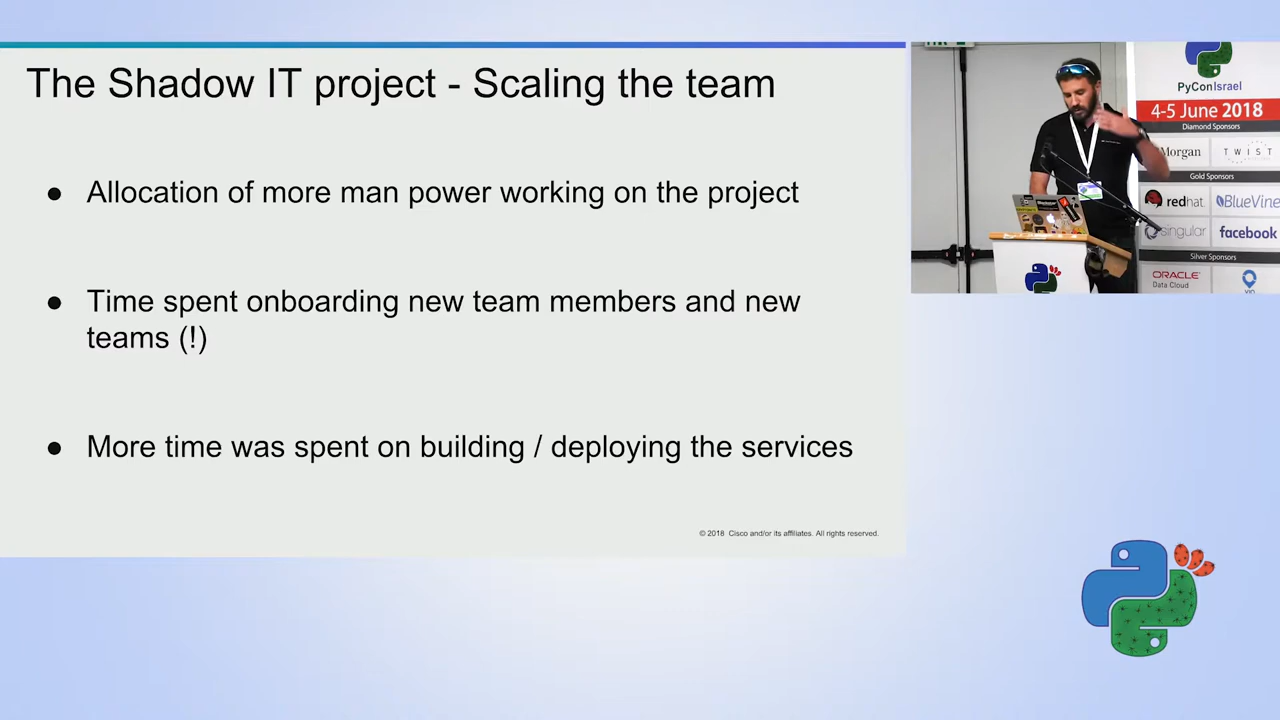 The Shadow IT project - Scaling the team
● Allocation of more man power working on the project
● Time spent onboarding new team members and new
teams (!)
● More time was spent on building / deploying the services
© 2018 Cisco and/or its affiliates. All rights reserved.
PyConIsrael
4-5 June 2018
Diamond Sponsors
Morgan
TWIST
Gold Sponsors
redhat
BlueVine
singular
facebook
Silver Sponsors
ORACLE
Data Cloud